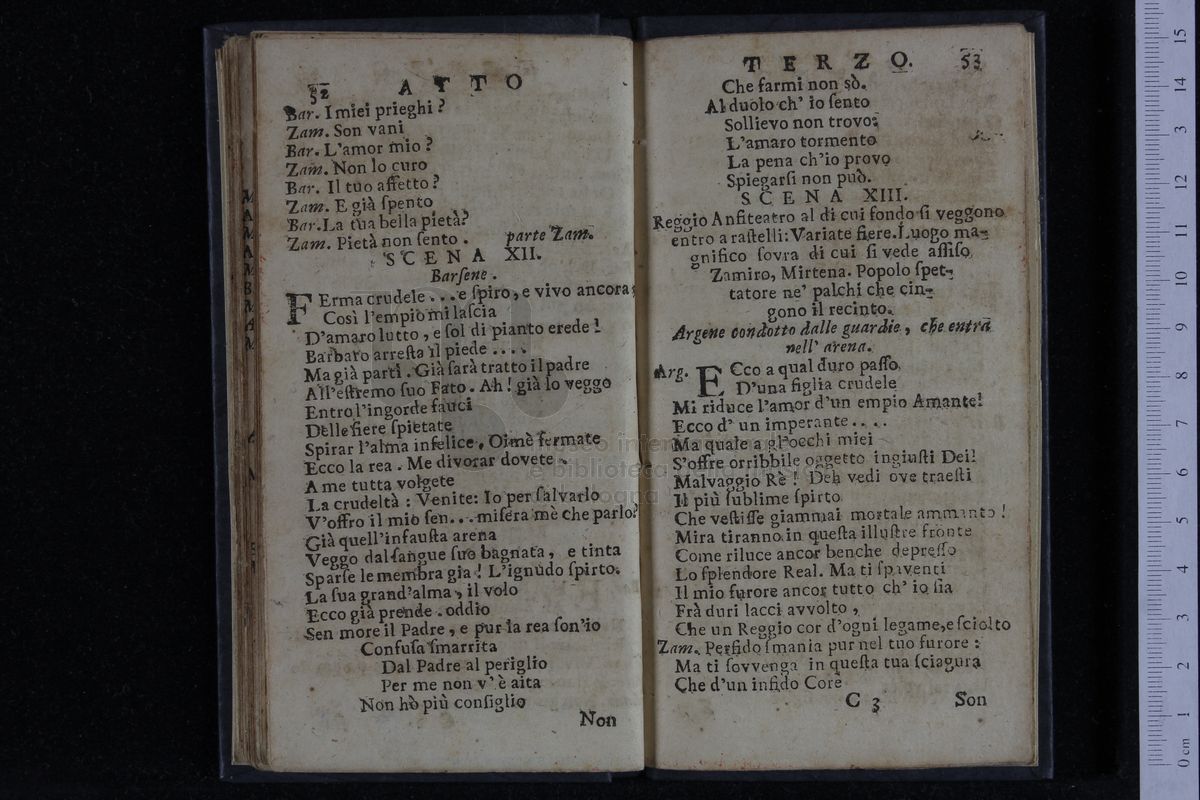 52 ATTO
Bar. I miei prieghi?
Zam. Son vani
Bar. L'amor mio?
Zam. Non lo curo
Bar. Il tuo affetto?
Zam. E già spento
Bar. La tua bella pietà?
Zam. Pietà non sento. parte Zam.
SCENA XII.
Barsene.
FErma crudele...e spiro, e vivo ancora;
Così l'empio mi lascia
D'amaro lutto, e sol di pianto erede!
Barbaro arresta il piede....
Ma già parti. Già sarà tratto il padre
All'estremo suo Fato. Ah! già lo veggo
Entro l'ingorde fauci
Delle fiere spietate
Spirar l'alma infelice. Oimè fermate
Ecco la rea. Me divorar dovete
A me tutta volgete
La crudeltà: Venite: Io per salvarlo
V'offro il mio sen...misera mè che parlo?
Già quell'infausta arena
Veggo dal sangue suo bagnata, e tinta
Sparse le membra gia! L'ignudo spirto.
La sua grand'alma, il volo
Ecco già prende. oddio
Sen more il Padre, e pur la rea son'io
Confusa smarrita
Dal Padre al periglio
Per me non v'è aita
Non hò più consiglio
Non
TERZO. 53
Che farmi non sò.
Al duolo ch' io sento
Sollievo non trovo:
L'amaro tormento
La pena ch'io provo
Spiegarsi non può.
SCENA XIII.
Reggio Anfiteatro al di cui fondo si veggono
entro a rastelli: Variate fiere. Luogo ma-
gnifico sovra di cui si vede assiso
Zamiro, Mirtena. Popolo spet-
tatore ne' palchi che cin-
gono il recinto.
Argene condotto dalle guardie, che entra
nell' arena.
Arg. ECco a qual duro passo,
D'una figlia crudele
Mi riduce l'amor d'un empio Amante!
Ecco d' un imperante....
Ma quale a gl'occhi miei
S'offre orribbile oggetto ingiusti Dei!
Malvaggio Rè! Deh vedi ove traesti
Il più sublime spirto
Che vestisse giammai mortale ammanto!
Mira tiranno in questa illustre fronte
Come riluce ancor benche depresso
Lo splendore Real. Ma ti spaventi
Il mio furore ancor tutto ch' io sia
Frà duri lacci avvolto,
Che un Reggio cor d'ogni legame, e sciolto
Zam. Perfido smania pur nel tuo furore:
Ma ti sovvenga in questa tua sciagura
Che d'un infido Core
C 3 Son